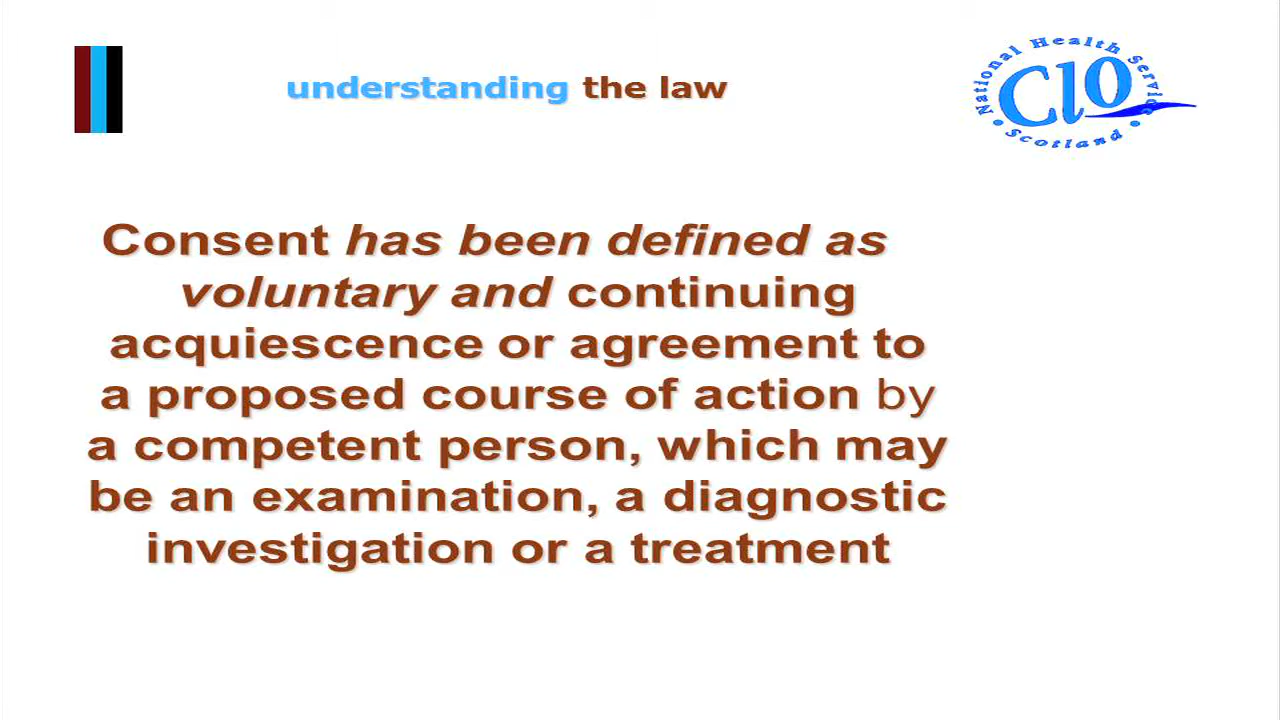 understanding the law
National Health Service
ClO
Scotland
Consent has been defined as
voluntary and continuing
acquiescence or agreement to
a proposed course of action by
a competent person, which may
be an examination, a diagnostic
investigation or a treatment